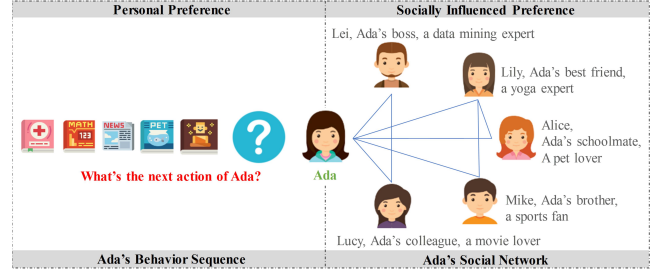 Personal Preference
Socially Influenced Preference
Lei, Ada's boss, a data mining expert
Lily, Ada's best friend,
a yoga expert
MATH
123
NEWS
PET
?
Alice,
Ada's schoolmate,
A pet lover
What's the next action of Ada?
Ada
Mike, Ada's brother,
a sports fan
Lucy, Ada's colleague, a movie lover
Ada's Behavior Sequence
Ada's Social Network